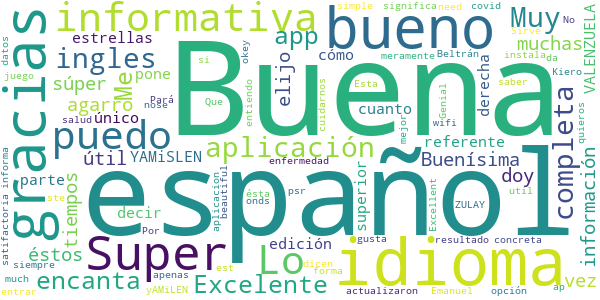 simple significa need covid
informativa bueno Muy No
gracias estrellas Buena Sirve
datos ingles app muchas
si okey Beltrán instala da
juego súper Me pone elijo cómo meramente Kiero
agarro derecha Esta saber VALENZUELA
Pará Que entiendo cuidarnos Genial quieros
salud único nose cuanto mejor
puedo aplicación referente wifi completa
útil YAMiSLEN enfermedad Buenísima util
parte español doy
satisfactoria informa ste tiempos aplicacion beautiful ésta psr superior Excellent ZULAY información
decir onds
éstos Por Super Lo edición gusta idioma
siempre dicen resultado concreta
much encanta apenas est forma Emanuel vez
entrar yAMiLEN Excelente actualizaron opción ap